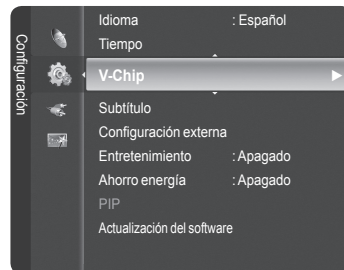 Configuración
Idioma : Español
Tiempo
V-Chip
Subtítulo
Configuración externa
Entretenimiento : Apagado
Ahorro energía : Apagado
PIP
Actualización del software